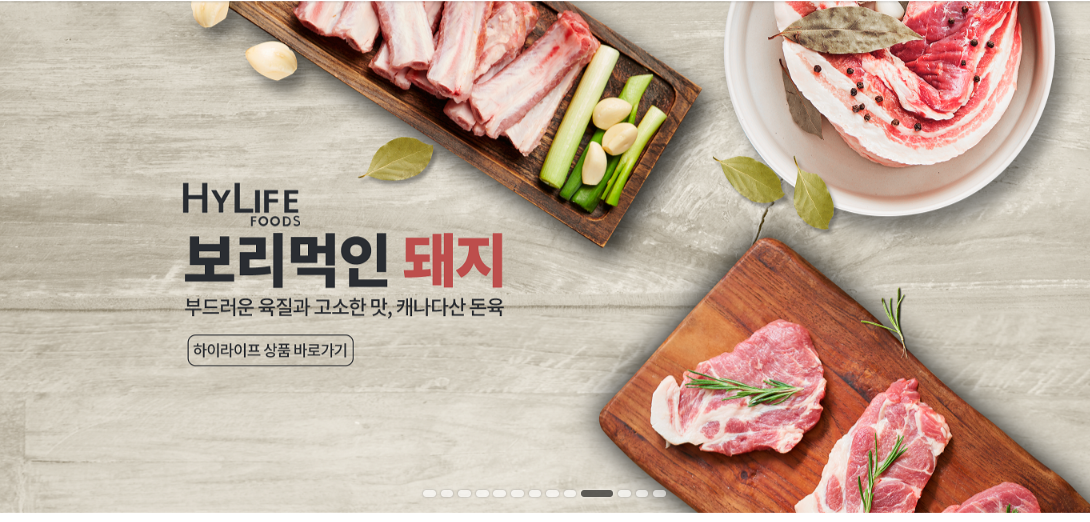 HYLIFE
FOODS
보리먹인 돼지
부드러운 육질과 고소한 맛, 캐나다산 돈육
하이라이프 상품 바로가기